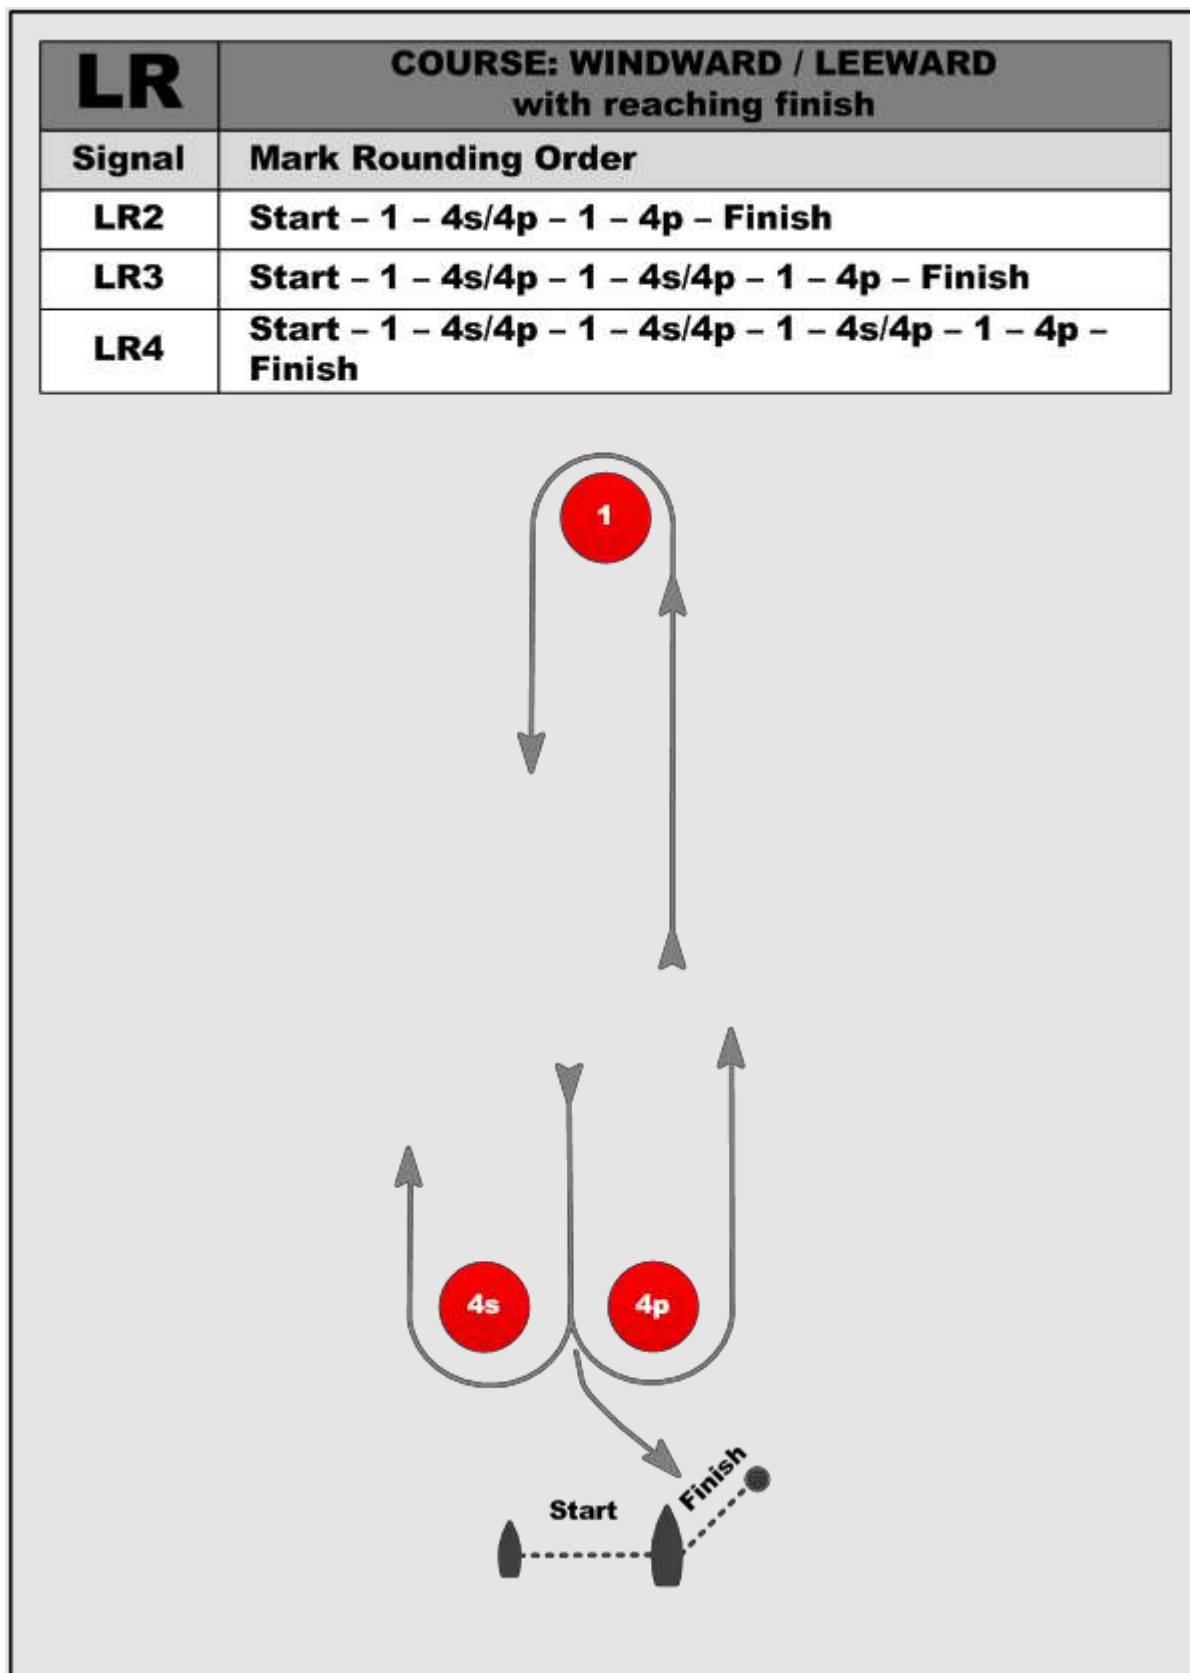 LR
COURSE: WINDWARD / LEEWARD
with reaching finish
Signal Mark Rounding Order
LR2 Start – 1 – 4s/4p – 1 – 4p – Finish
LR3 Start – 1 – 4s/4p – 1 – 4s/4p – 1 – 4p – Finish
LR4 Start – 1 – 4s/4p – 1 – 4s/4p – 1 – 4s/4p – 1 – 4p –
Finish
1
4s 4p
Finish
Start